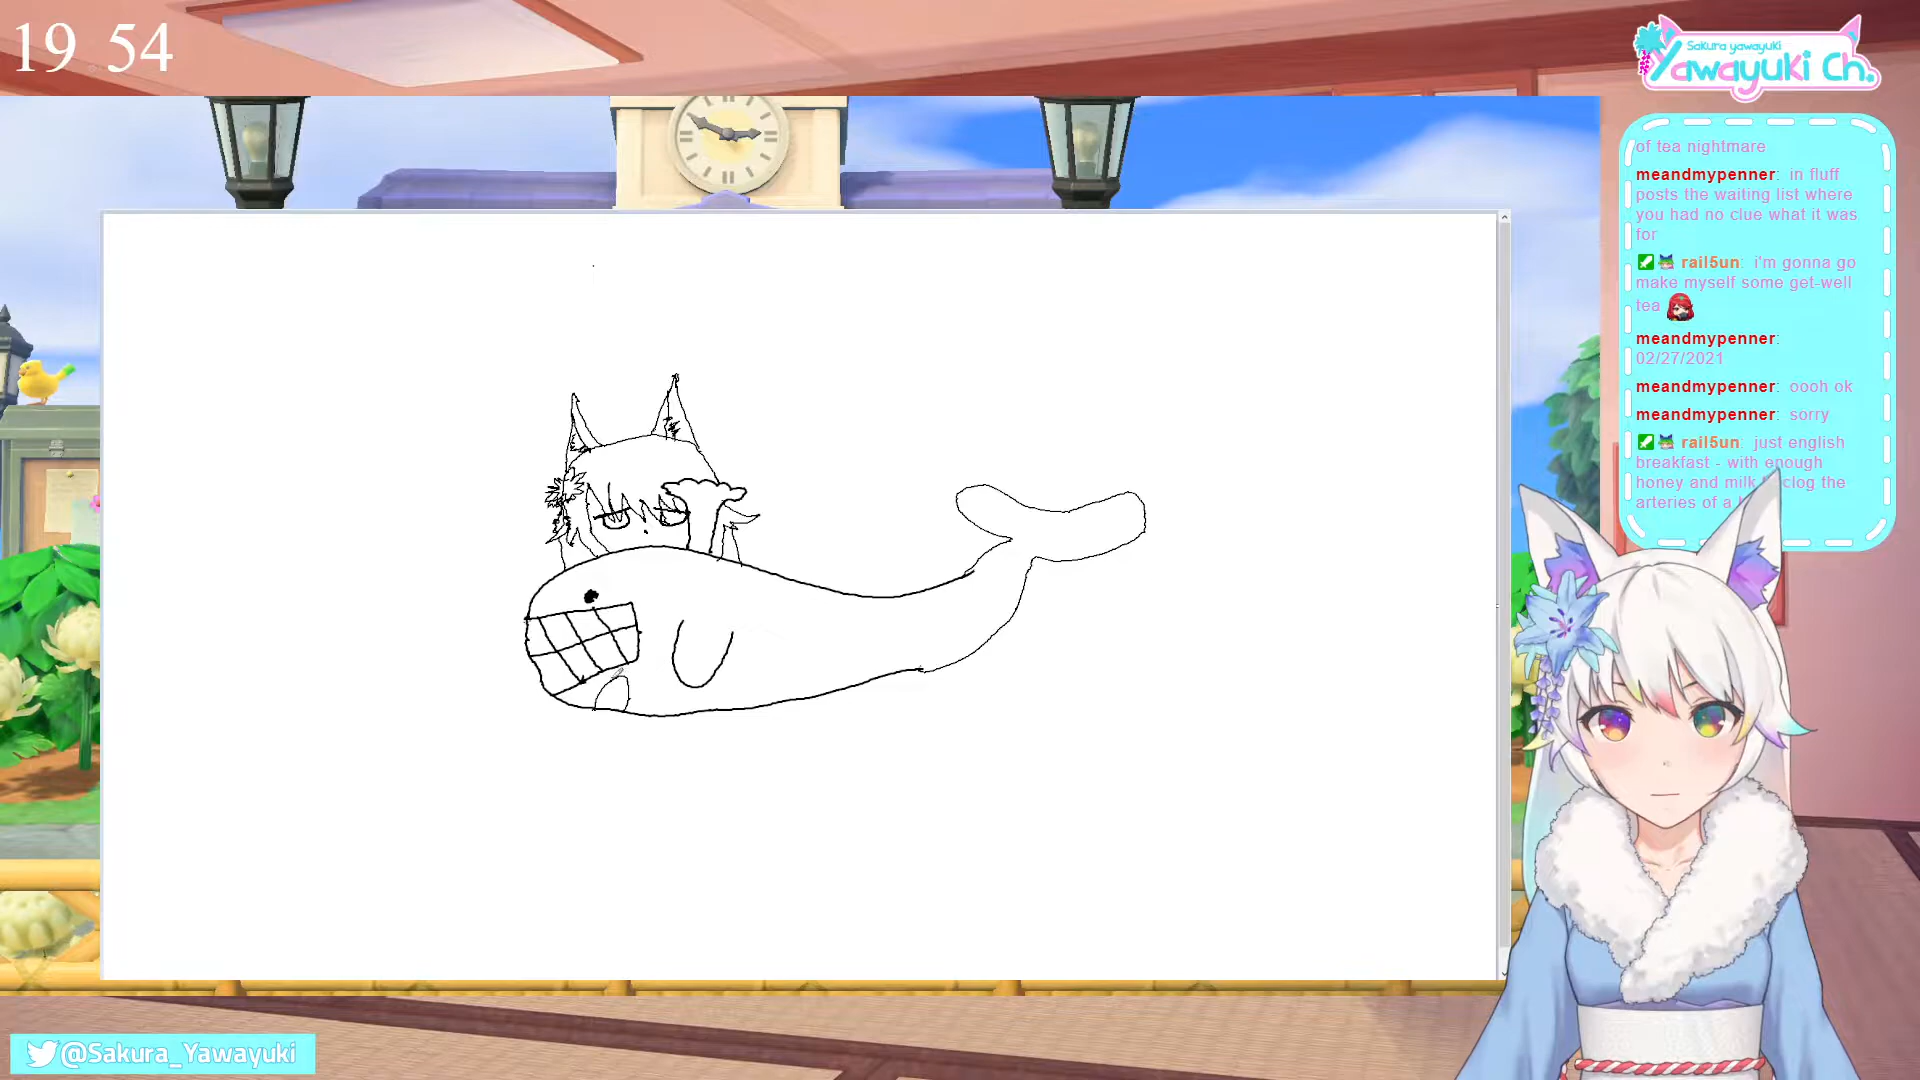 19 54
Sakura yawayuki
Yawayuki Ch.
of tea nightmare
meandmypenner: in fluff
posts the waiting list where
you had no clue what it was
for
rail5un: i'm gonna go
make myself some get-well
tea
meandmypenner:
02/27/2021
meandmypenner: oooh ok
meandmypenner: sorry
rail5un: just english
breakfast - with enough
honey and milk clog the
arteries of a
@Sakura_Yawayuki